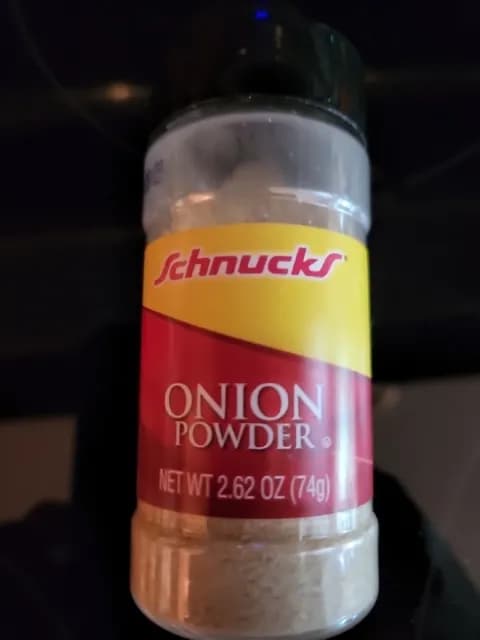 Schnucks
ONION
POWDER
NET WT 2.62 OZ (74g)